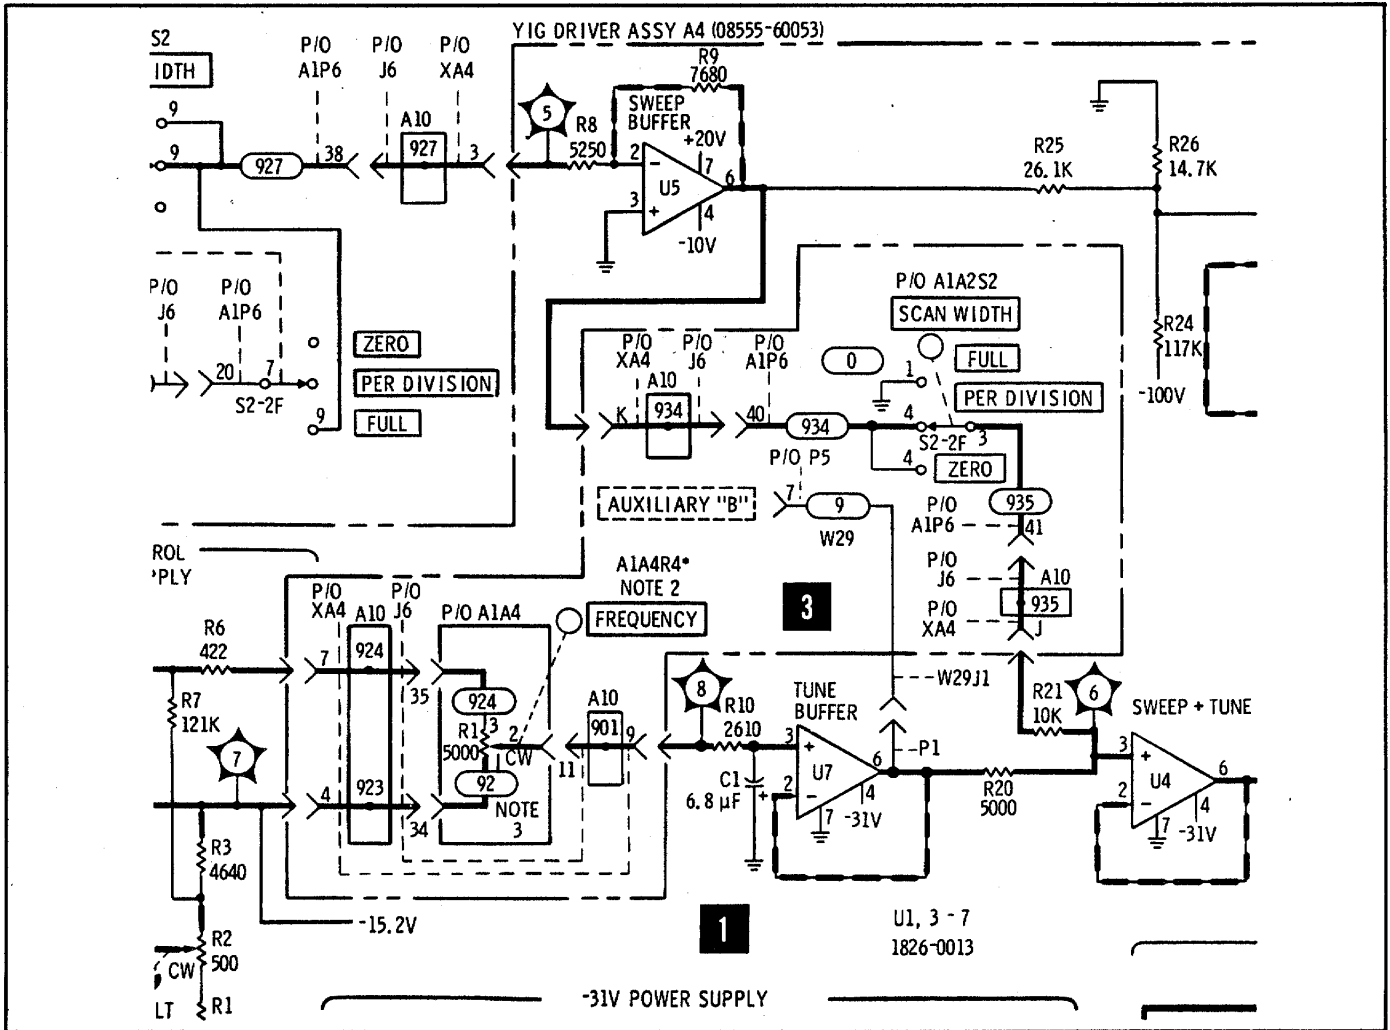 YIG DRIVER ASSY A4 (08555-60053)
S2
IDTH
P/O
A1P6
P/O
J6
P/O
XA4
A10
927
9
9
927
38
3
5
R8
5250
SWEEP
BUFFER
R9
7680
+20V
2
7
6
U5
3
4
-10V
R25
26.1K
R26
14.7K
R24
117K
-100V
P/O
J6
P/O
A1P6
20
7
S2-2F
9
ZERO
PER DIVISION
FULL
P/O A1A2S2
SCAN WIDTH
P/O
XA4
P/O
J6
P/O
A1P6
0
1
FULL
PER DIVISION
A10
K
934
40
934
4
S2-2F
3
4
ZERO
P/O P5
AUXILIARY "B"
7
9
W29
935
P/O
A1P6
41
P/O
J6
A10
935
P/O
XA4
J
ROL
PLY
A1A4R4*
NOTE 2
FREQUENCY
3
P/O
XA4
A10
P/O
J6
P/O A1A4
R6
422
7
924
35
924
R7
121K
7
R1
5000
3
2
CW
11
A10
901
9
8
R10
2610
TUNE
BUFFER
W29J1
P1
R21
10K
6
SWEEP + TUNE
3
6
U7
2
4
-31V
7
C1
6.8 µF
+
R20
5000
3
6
U4
2
4
-31V
7
4
923
34
92
NOTE
3
R3
4640
-15.2V
R2
500
CW
LT
R1
1
U1, 3 - 7
1826-0013
-31V POWER SUPPLY